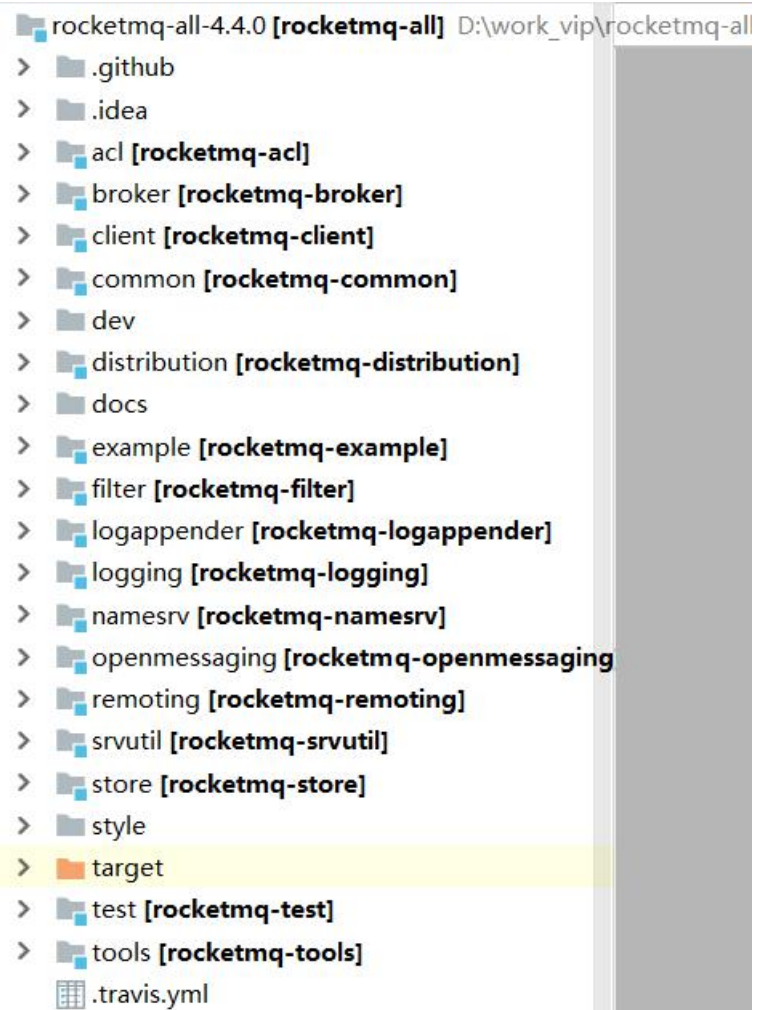 rocketmq-all-4.4.0 [rocketmq-all] D:\work_vip\rocketmq-all
.github
.idea
acl [rocketmq-acl]
broker [rocketmq-broker]
client [rocketmq-client]
common [rocketmq-common]
dev
distribution [rocketmq-distribution]
docs
example [rocketmq-example]
filter [rocketmq-filter]
logappender [rocketmq-logappender]
logging [rocketmq-logging]
namesrv [rocketmq-namesrv]
openmessaging [rocketmq-openmessaging
remoting [rocketmq-remoting]
srvutil [rocketmq-srvutil]
store [rocketmq-store]
style
target
test [rocketmq-test]
tools [rocketmq-tools]
.travis.yml